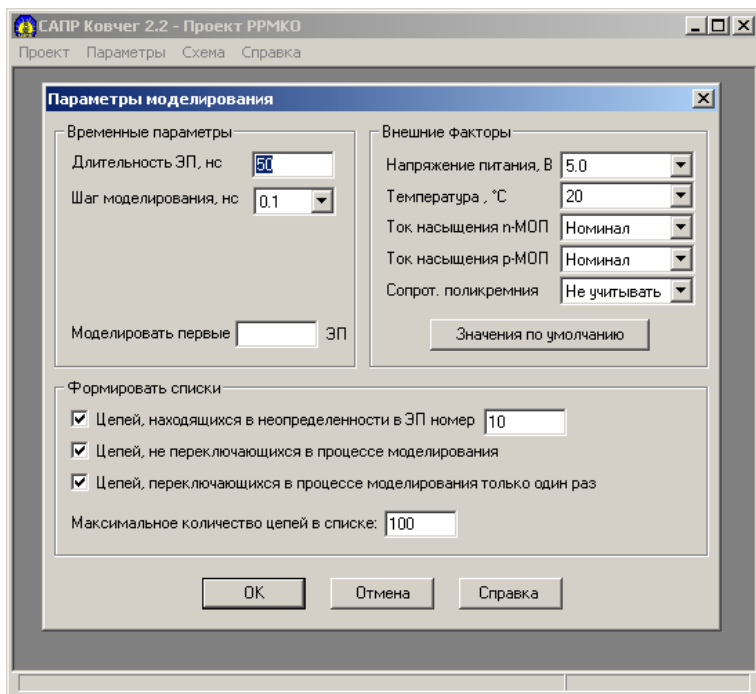 САПР Ковчег 2.2 - Проект PPMKO
Проект Параметры Схема Справка
Параметры моделирования
Временные параметры
Длительность ЭП, нс 50
Шаг моделирования, нс 0.1
Моделировать первые ЭП
Внешние факторы
Напряжение питания, В 5.0
Температура , °C 20
Ток насыщения n-МОП Номинал
Ток насыщения p-МОП Номинал
Сопрот. поликремния Не учитывать
Значения по умолчанию
Формировать списки
Цепей, находящихся в неопределенности в ЭП номер 10
Цепей, не переключающихся в процессе моделирования
Цепей, переключающихся в процессе моделирования только один раз
Максимальное количество цепей в списке: 100
OK Отмена Справка